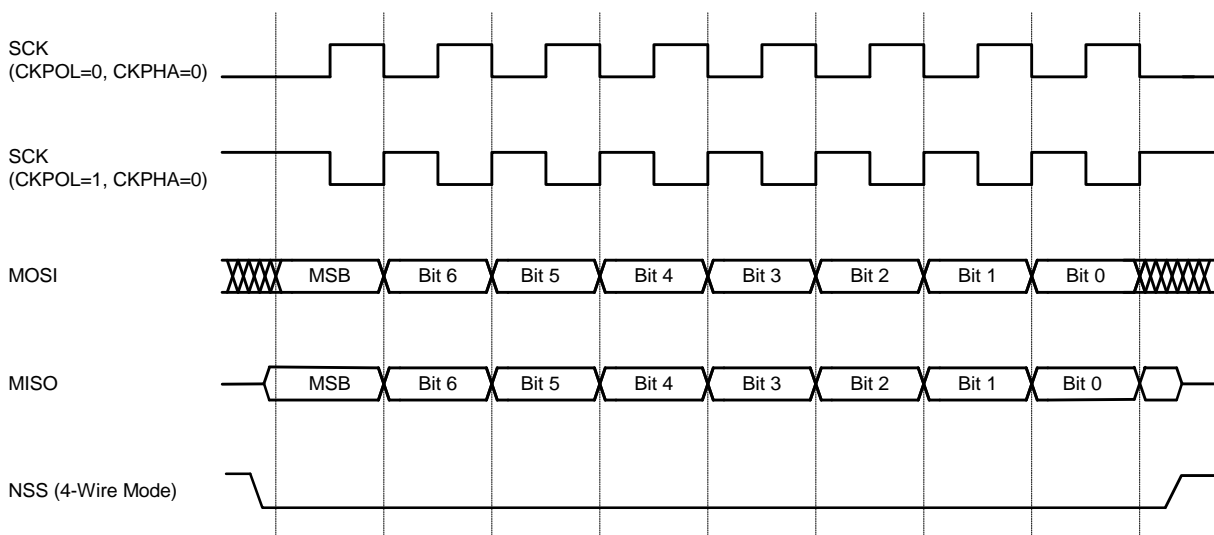 SCK
(CKPOL=0, CKPHA=0)
SCK
(CKPOL=1, CKPHA=0)
MOSI MSB Bit 6 Bit 5 Bit 4 Bit 3 Bit 2 Bit 1 Bit 0
MISO MSB Bit 6 Bit 5 Bit 4 Bit 3 Bit 2 Bit 1 Bit 0
NSS (4-Wire Mode)